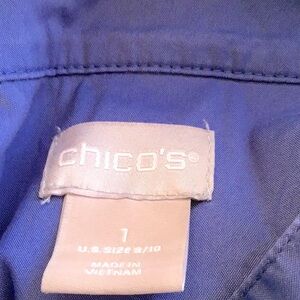 chico's®
1
U.S. SIZE 8/10
MADE IN
VIETNAM